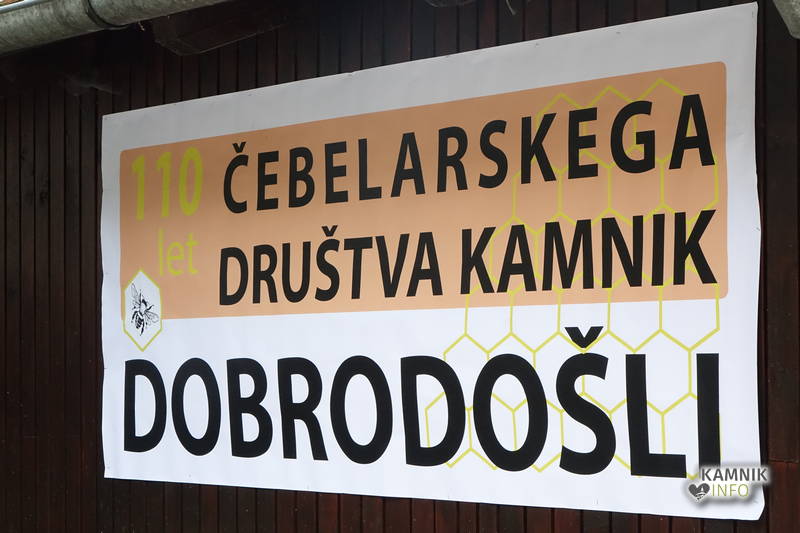 110 ČEBELARSKEGA
let DRUŠTVA KAMNIK
DOBRODOŠLI
KAMNIK
INFO